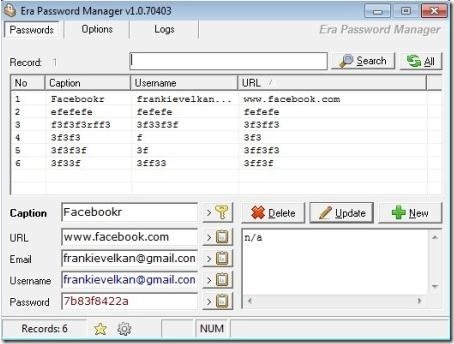 Era Password Manager v1.0.70403
Passwords Options Logs Era Password Manager
Record: 1 Search All
No Caption Username URL
1 Facebookr frankievelkan... www.facebook.com
2 efefefe fefefe fefefe
3 f3f3f3rff3 3f33f3f 3f3ff3
4 3f3f3 f 3f3
5 3f3f3f 3f 3ff3f3
6 3f33f 3ff33 3ff3f
Caption Facebookr Delete Update New
URL www.facebook.com n/a
Email frankievelkan@gmail.con
Username frankievelkan@gmail.con
Password 7b83f8422a
Records: 6 NUM